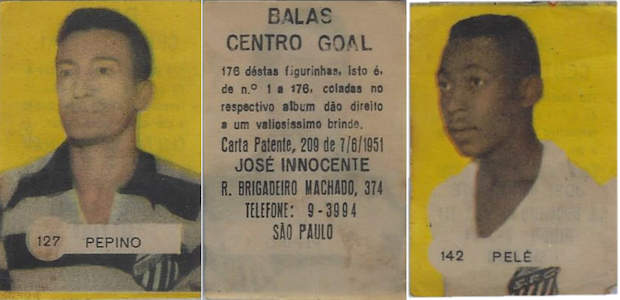 127 PEPINO
BALAS
CENTRO GOAL
176 déstas figurinhas, isto é,
de n.º 1 a 176, coladas no
respectivo album dão direito
a um valiosissimo brinde.
Carta Patente, 209 de 7/6/1951
JOSÉ INNOCENTE
R. BRIGADEIRO MACHADO, 374
TELEFONE: 9-3994
SÃO PAULO
142 PELÉ